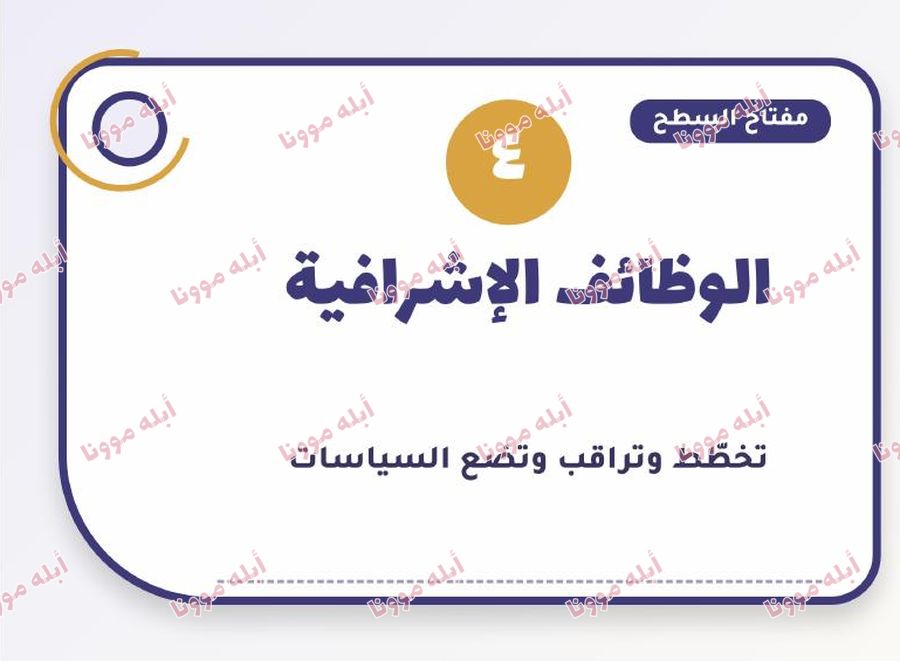 مفتاح السطح
٤
الوظائف الإشرافية
تخطّط وتراقب وتضع السياسات
أبله موونا